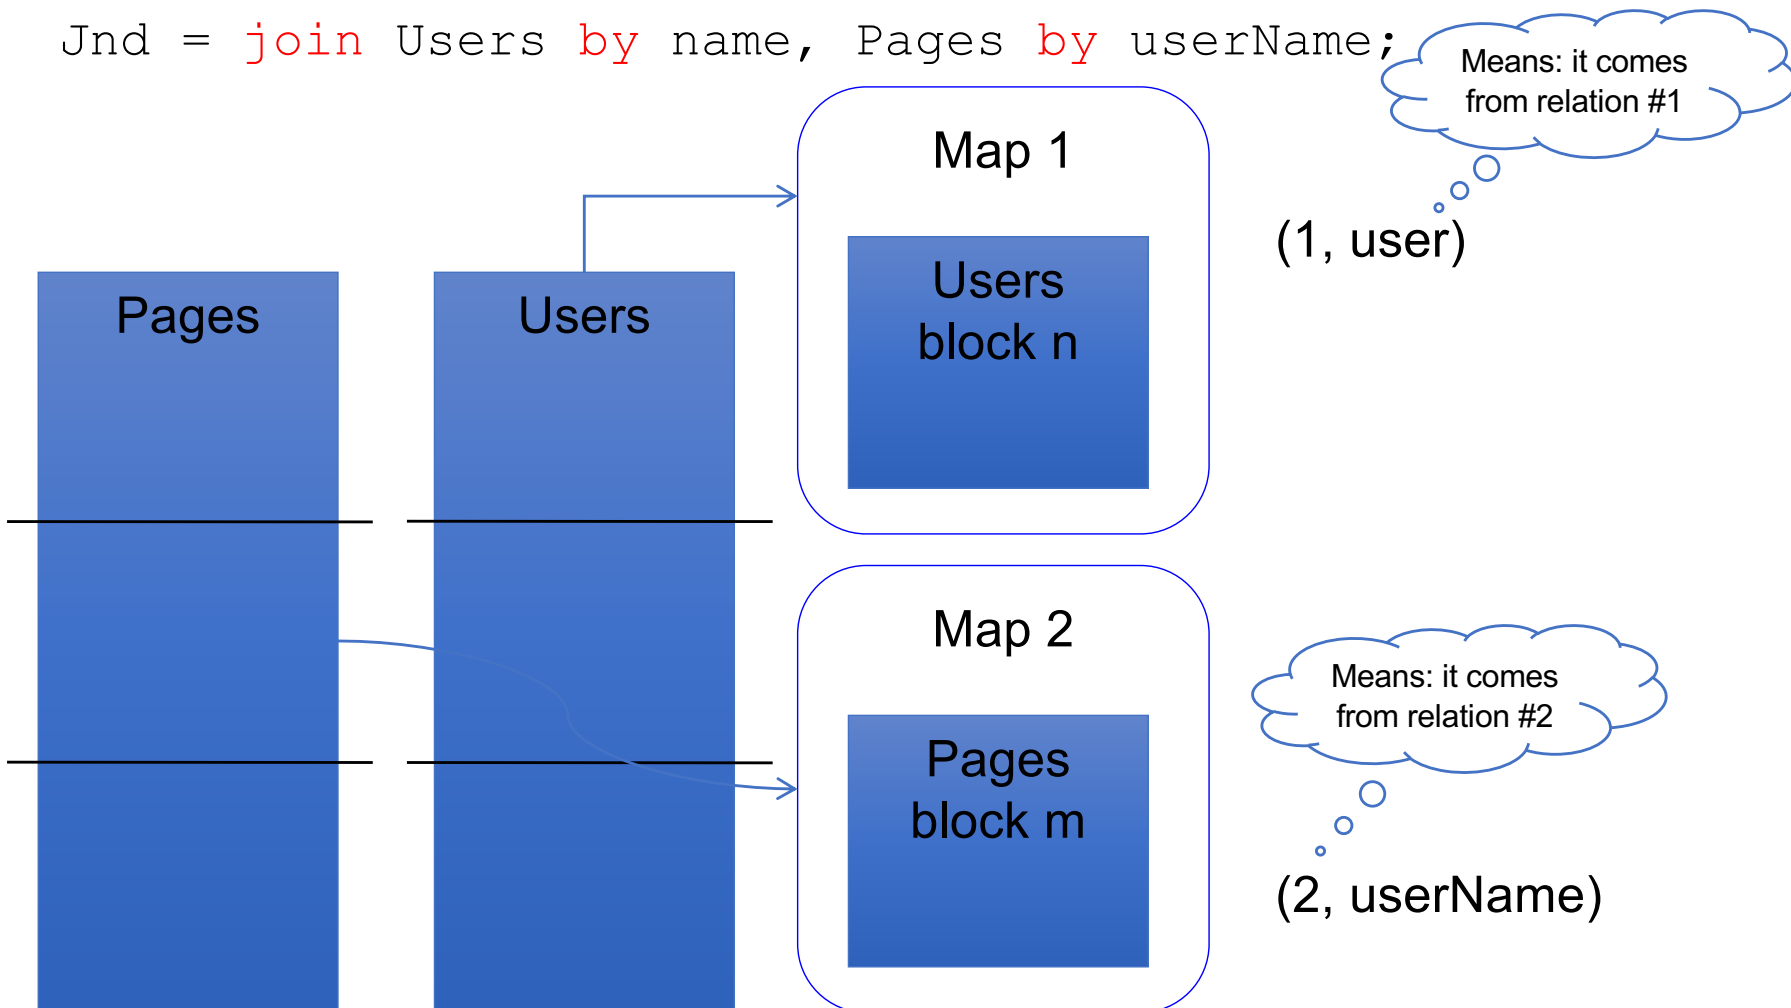 Jnd = join Users by name, Pages by userName;
Means: it comes
from relation #1
Map 1
(1, user)
Users
block n
Pages
Users
Map 2
Means: it comes
from relation #2
Pages
block m
(2, userName)